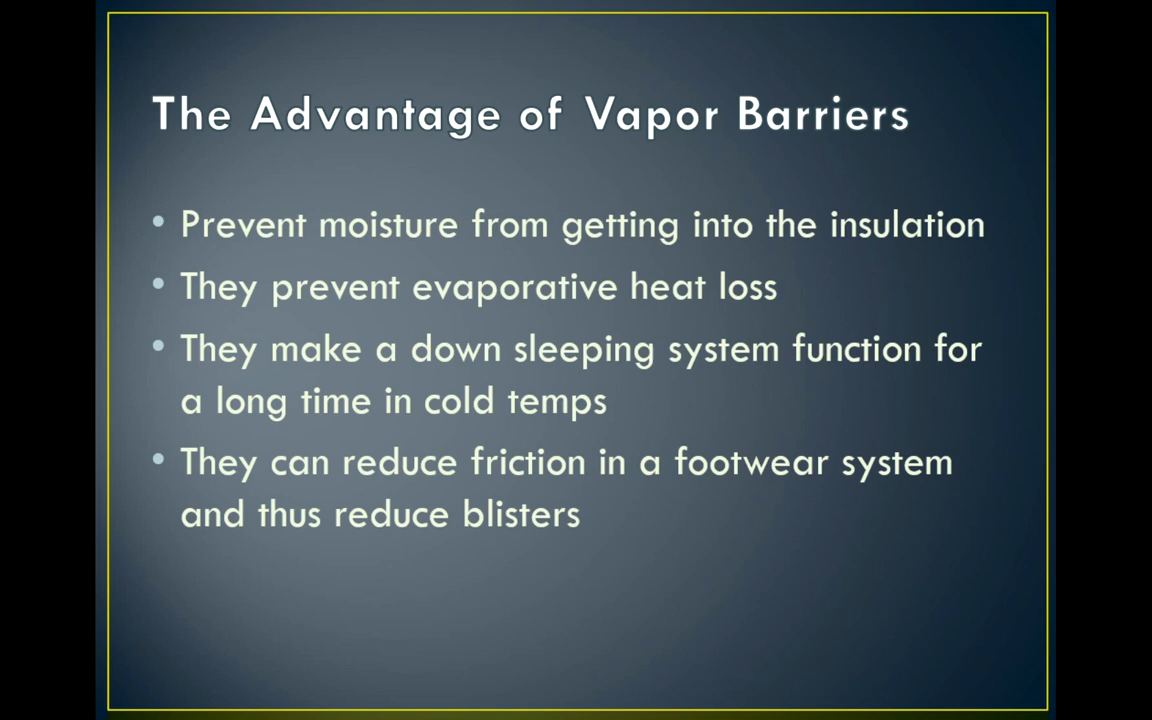 The Advantage of Vapor Barriers
• Prevent moisture from getting into the insulation
• They prevent evaporative heat loss
• They make a down sleeping system function for
a long time in cold temps
• They can reduce friction in a footwear system
and thus reduce blisters